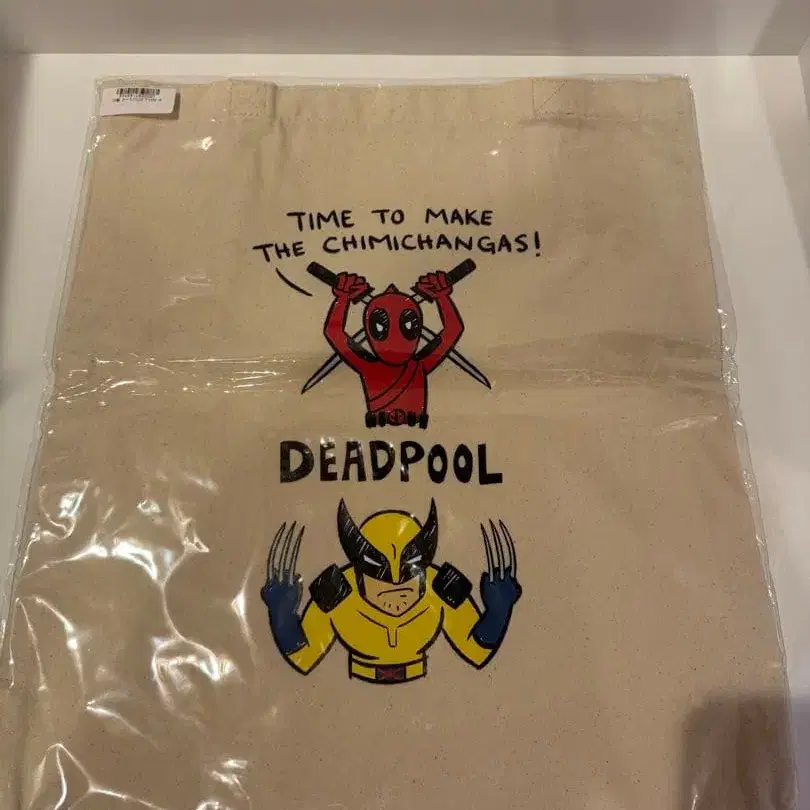 TIME TO MAKE
THE CHIMICHANGAS!
DEADPOOL